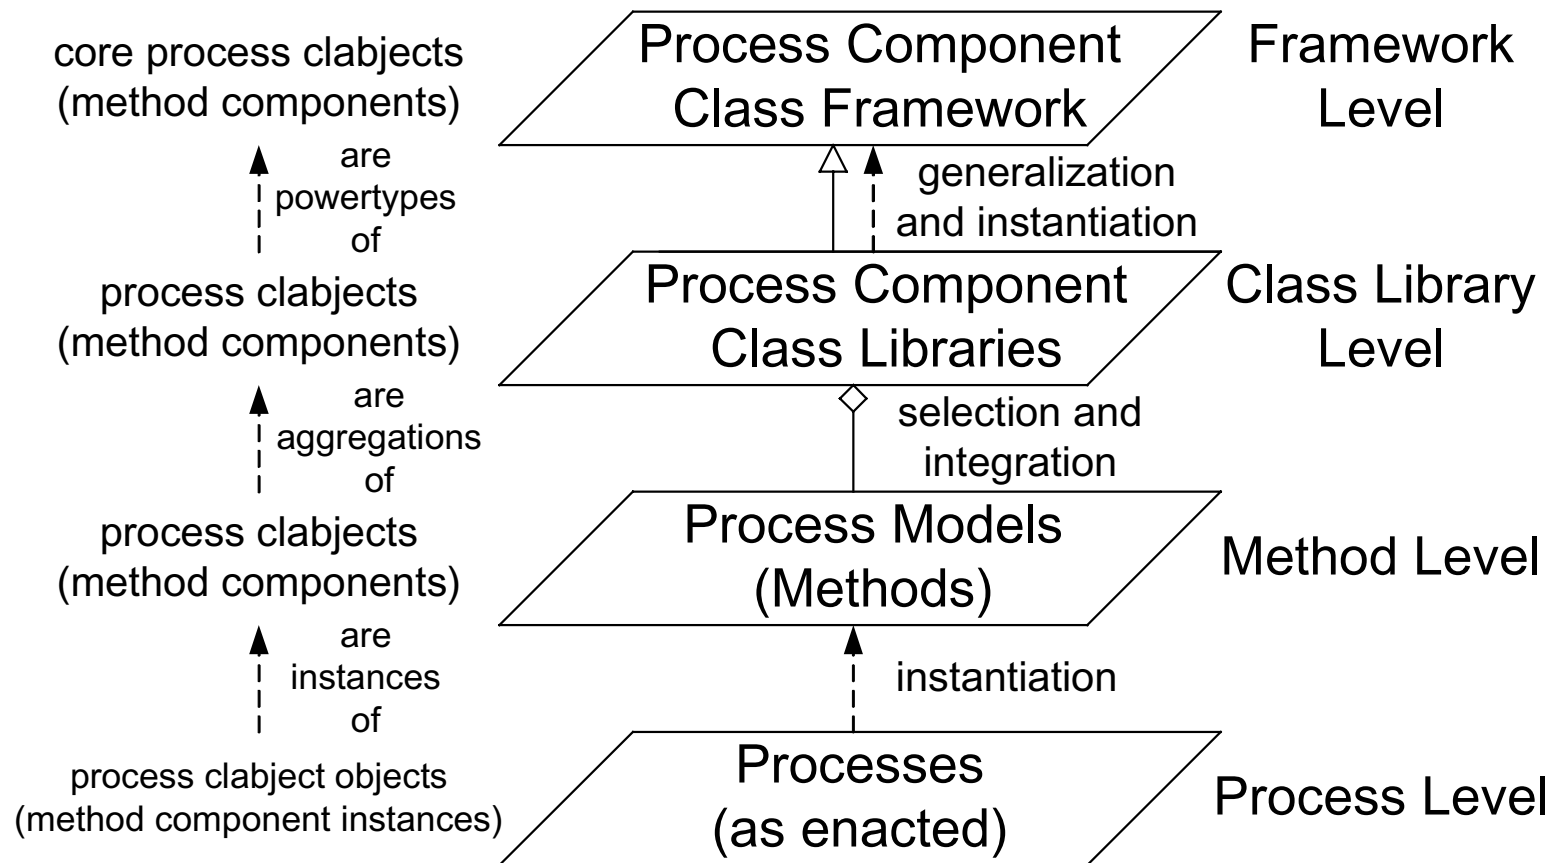 core process clabjects
(method components)
Process Component
Class Framework
Framework
Level
are
powertypes
of
generalization
and instantiation
process clabjects
(method components)
Process Component
Class Libraries
Class Library
Level
are
aggregations
of
selection and
integration
process clabjects
(method components)
Process Models
(Methods)
Method Level
are
instances
of
instantiation
process clabject objects
(method component instances)
Processes
(as enacted)
Process Level